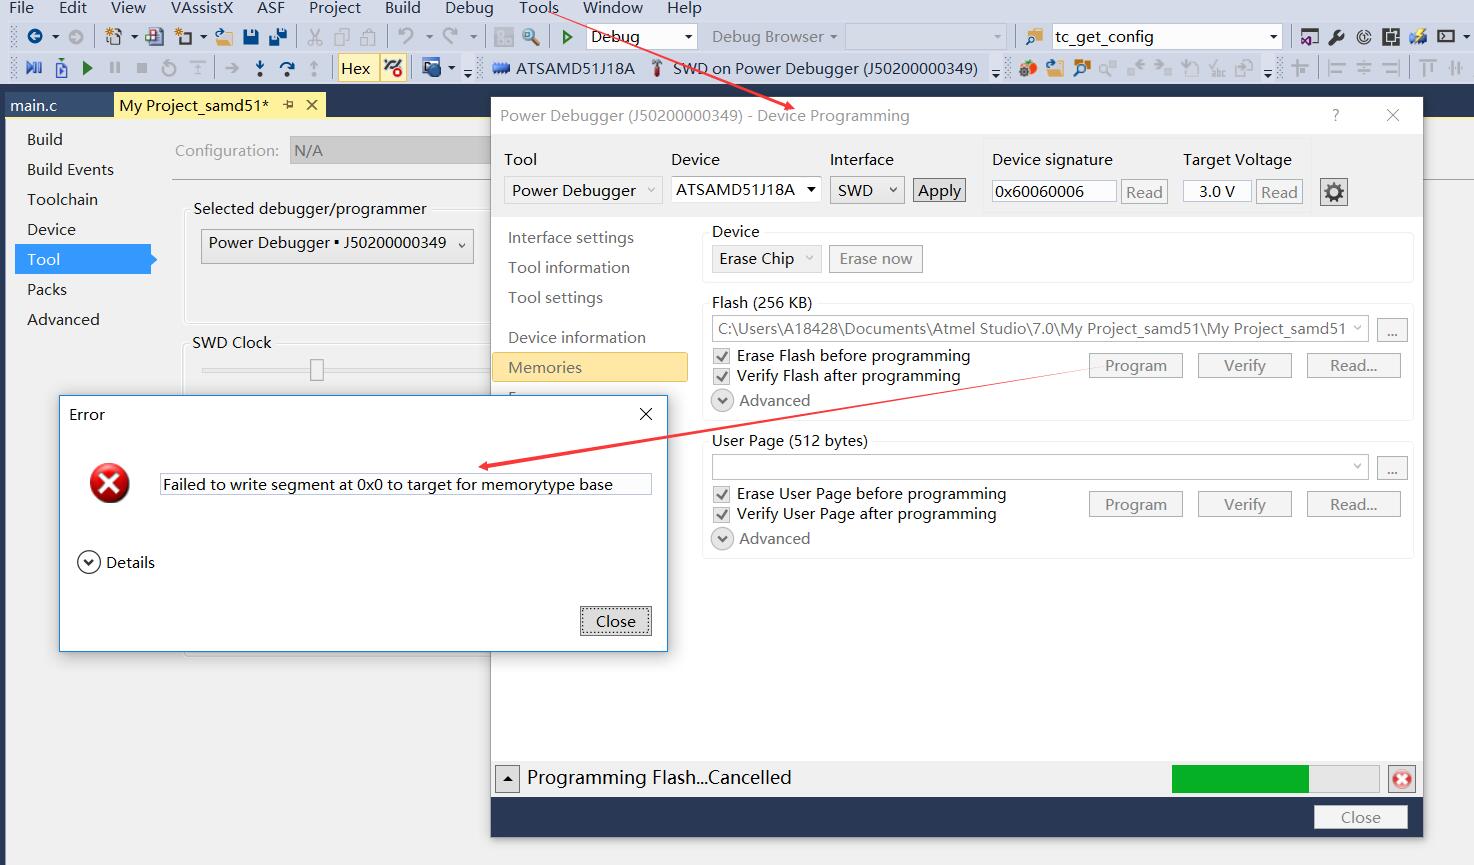 File Edit View VAssistX ASF Project Build Debug Tools Window Help
Debug Debug Browser tc_get_config
Hex ATSAMD51J18A SWD on Power Debugger (J50200000349)
main.c My Project_samd51*
Build
Build Events
Toolchain
Device
Tool
Packs
Advanced
Configuration: N/A
Selected debugger/programmer
Power Debugger • J50200000349
SWD Clock
Power Debugger (J50200000349) - Device Programming ?
Tool Device Interface Device signature Target Voltage
Power Debugger ATSAMD51J18A SWD Apply 0x60060006 Read 3.0 V Read
Interface settings
Tool information
Tool settings
Device information
Memories
Device
Erase Chip Erase now
Flash (256 KB)
C:\Users\A18428\Documents\Atmel Studio\7.0\My Project_samd51\My Project_samd51 ...
Erase Flash before programming
Verify Flash after programming
Program Verify Read...
Advanced
User Page (512 bytes)
...
Erase User Page before programming
Verify User Page after programming
Program Verify Read...
Advanced
Error
Failed to write segment at 0x0 to target for memorytype base
Details
Close
Programming Flash...Cancelled
Close